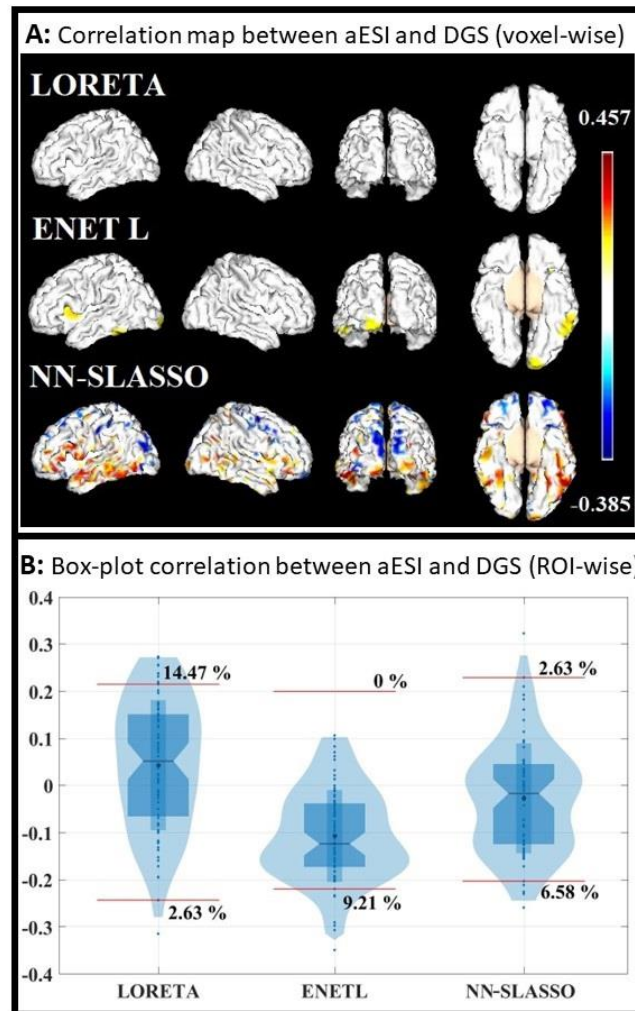 A: Correlation map between aESI and DGS (voxel-wise)
LORETA
0.457
ENET L
NN-SLASSO
-0.385
B: Box-plot correlation between aESI and DGS (ROI-wise)
0.4
0.3
0.2
0.1
0
-0.1
-0.2
-0.3
-0.4
14.47 %
0 %
2.63 %
2.63 %
9.21 %
6.58 %
LORETA
ENETL
NN-SLASSO